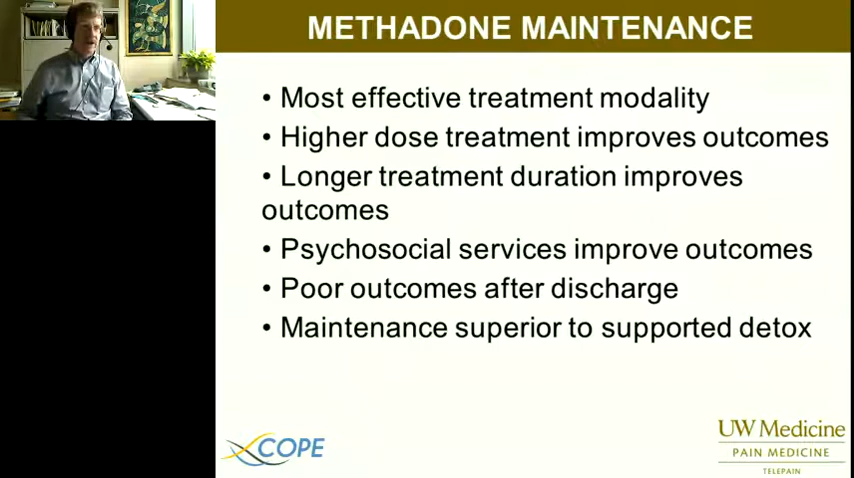 METHADONE MAINTENANCE
• Most effective treatment modality
• Higher dose treatment improves outcomes
• Longer treatment duration improves
outcomes
• Psychosocial services improve outcomes
• Poor outcomes after discharge
• Maintenance superior to supported detox
COPE
UW Medicine
PAIN MEDICINE
TELEPAIN